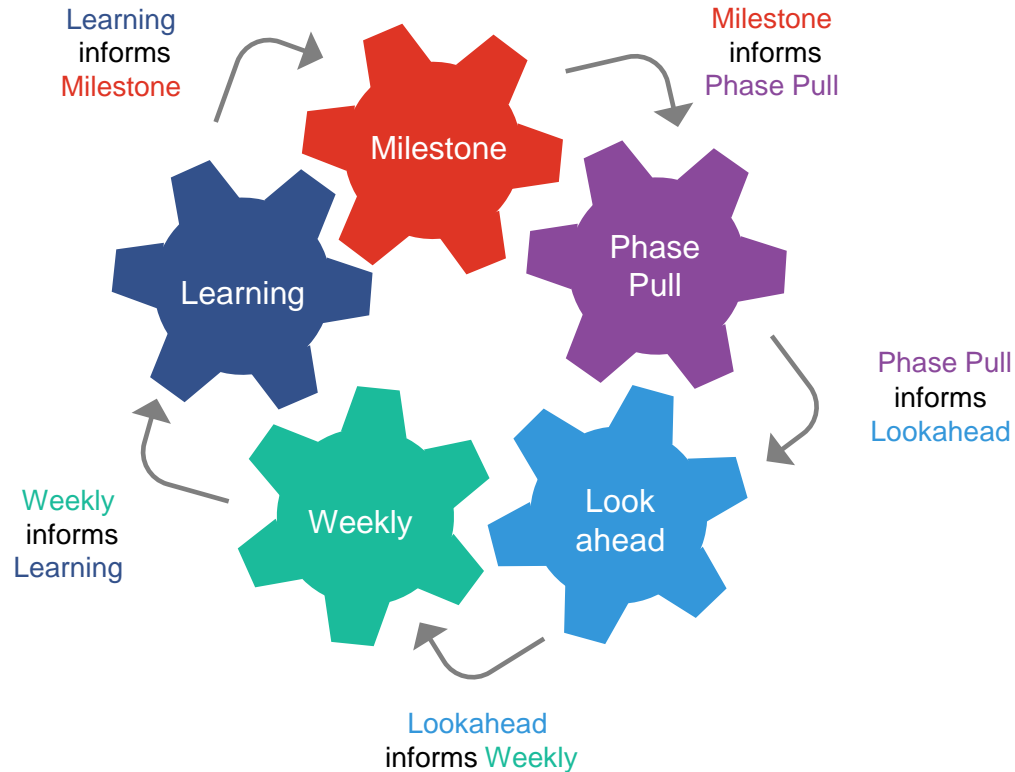 Learning
informs
Milestone
Milestone
informs
Phase Pull
Milestone
Phase
Pull
Learning
Phase Pull
informs
Lookahead
Weekly
informs
Learning
Weekly
Look
ahead
Lookahead
informs Weekly